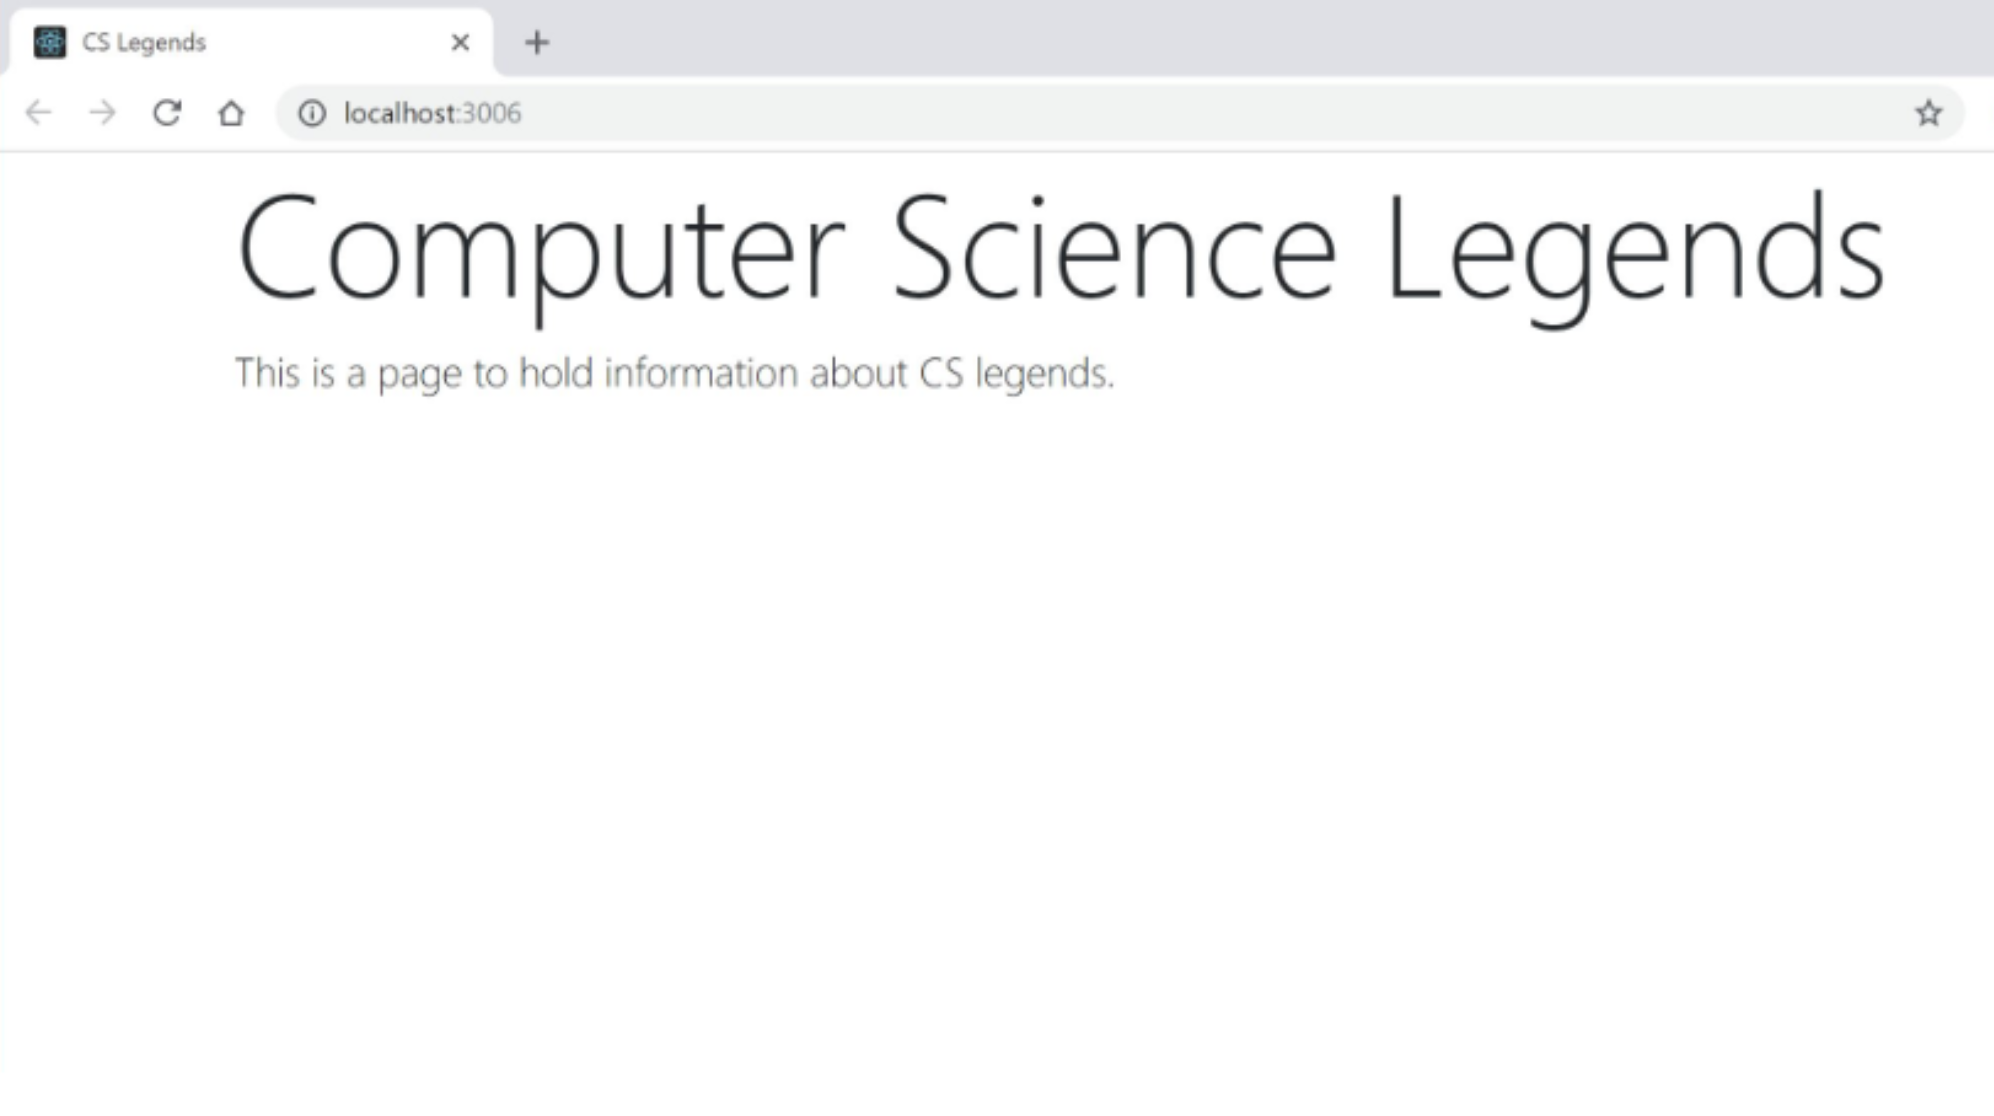 CS Legends
localhost:3006
Computer Science Legends
This is a page to hold information about CS legends.